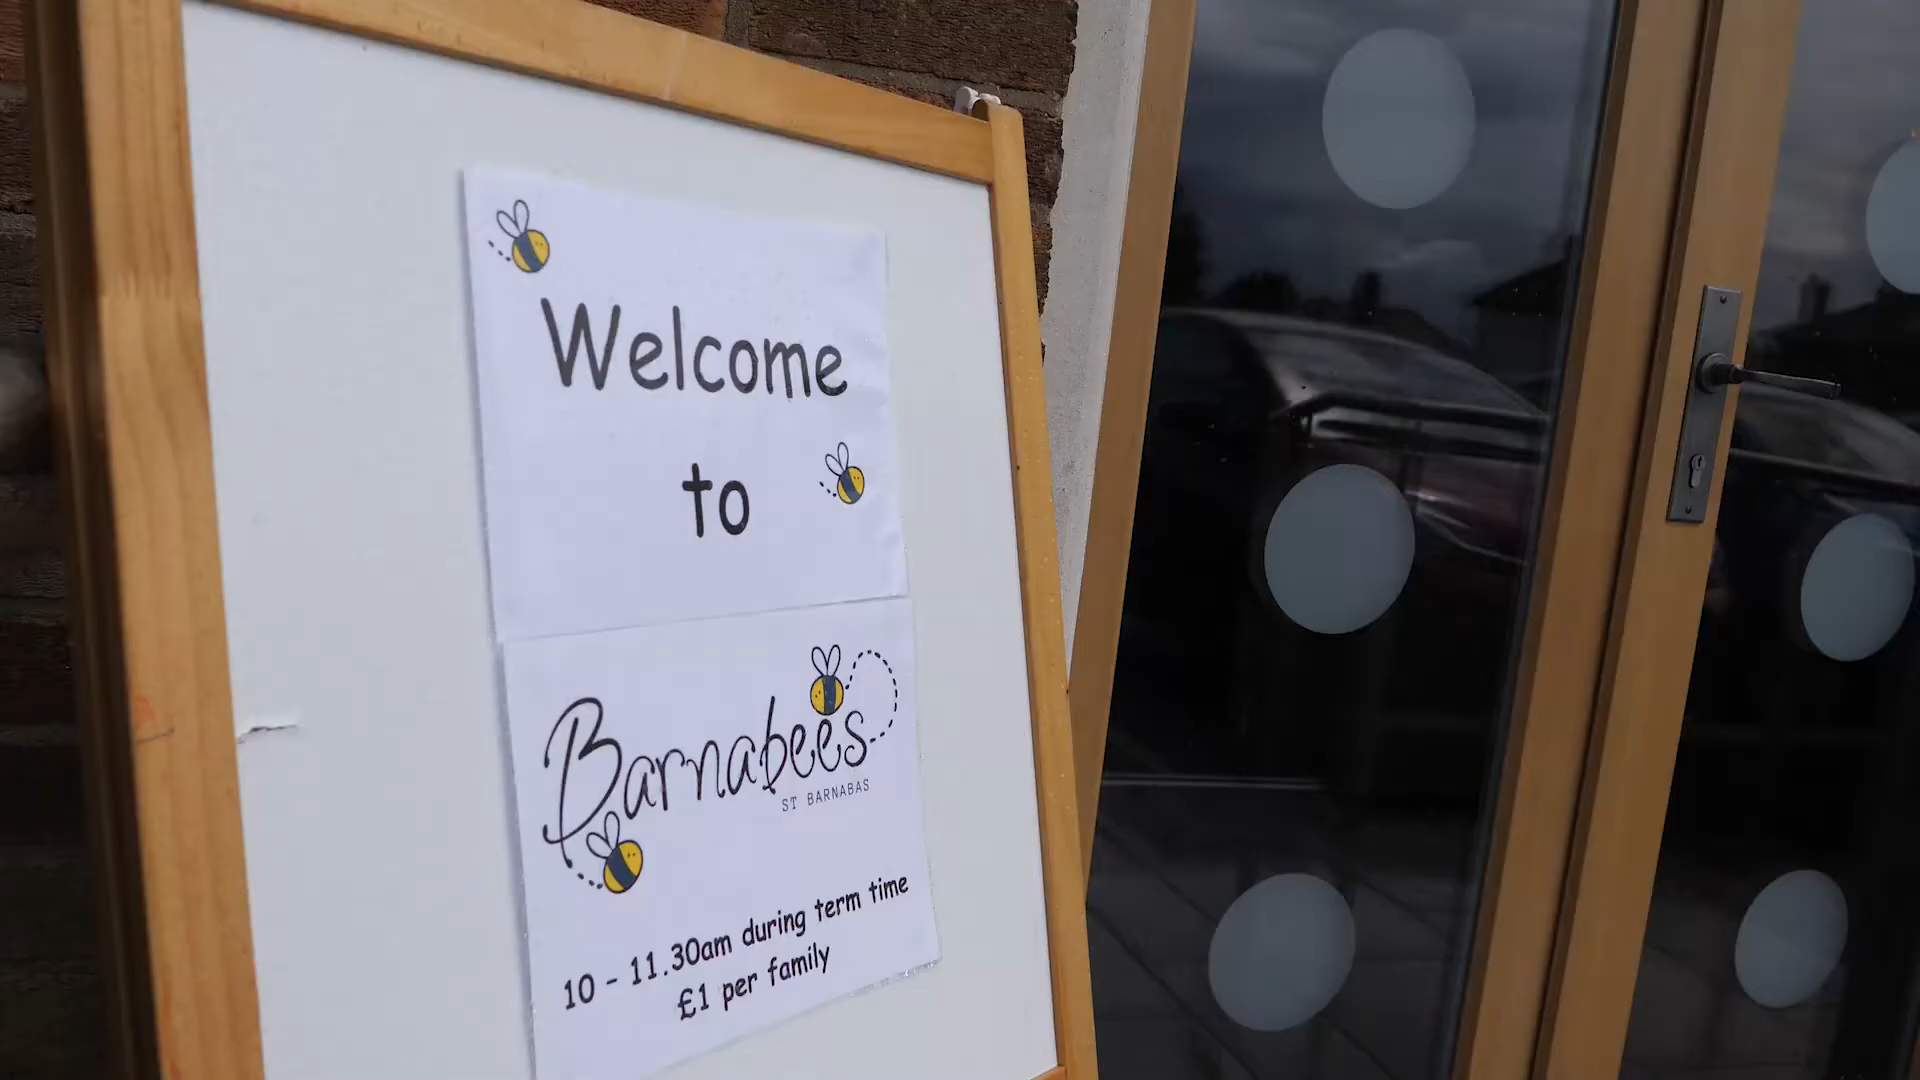 Welcome
to
Barnabees
ST BARNABAS
10 - 11.30am during term time
£1 per family